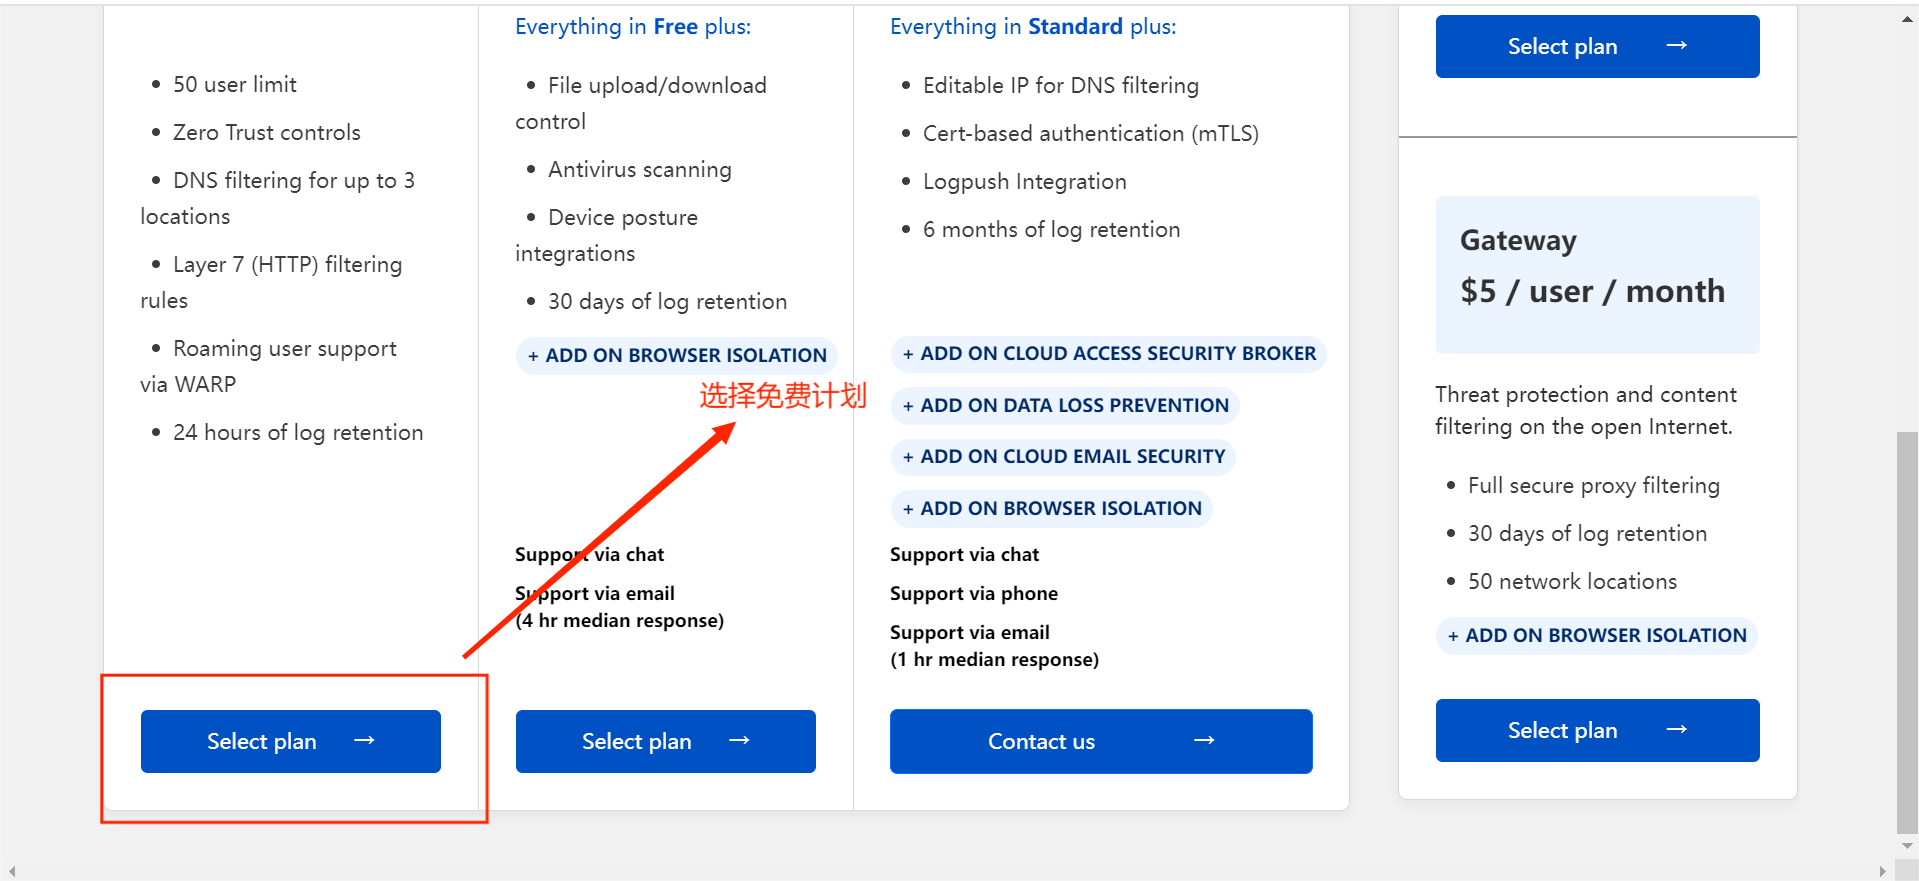 50 user limit
Zero Trust controls
DNS filtering for up to 3
locations
Layer 7 (HTTP) filtering
rules
Roaming user support
via WARP
24 hours of log retention
Select plan →
Everything in Free plus:
File upload/download
control
Antivirus scanning
Device posture
integrations
30 days of log retention
+ ADD ON BROWSER ISOLATION
选择免费计划
Support via chat
Support via email
(4 hr median response)
Select plan →
Everything in Standard plus:
Editable IP for DNS filtering
Cert-based authentication (mTLS)
Logpush Integration
6 months of log retention
+ ADD ON CLOUD ACCESS SECURITY BROKER
+ ADD ON DATA LOSS PREVENTION
+ ADD ON CLOUD EMAIL SECURITY
+ ADD ON BROWSER ISOLATION
Support via chat
Support via phone
Support via email
(1 hr median response)
Contact us →
Select plan →
Gateway
$5 / user / month
Threat protection and content
filtering on the open Internet.
Full secure proxy filtering
30 days of log retention
50 network locations
+ ADD ON BROWSER ISOLATION
Select plan →